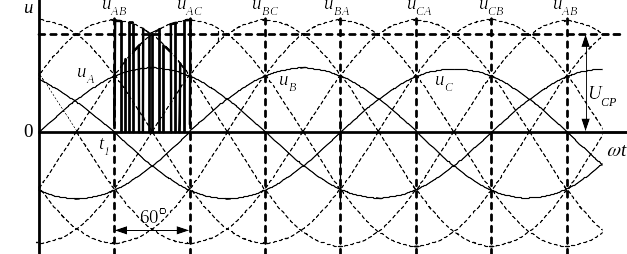 u
u_AB u_AC u_BC u_BA u_CA u_CB u_AB
u_A u_B u_C
U_CP
0
t_1
ωt
60°